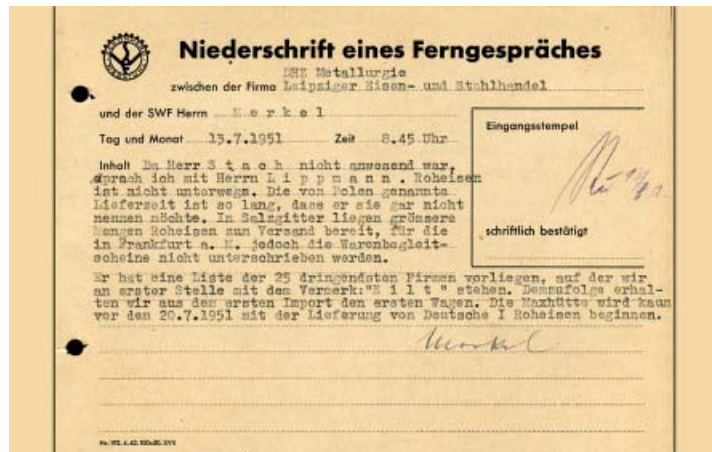 Niederschrift eines Ferngespräches
DHZ Metallurgie
zwischen der Firma Leipziger Eisen- und Stahlhandel
und der SWF Herrn M e r k e l
Tag und Monat 13.7.1951 Zeit 8.45 Uhr
Eingangsstempel
Inhalt Da Herr S t a c h nicht anwesend war,
sprach ich mit Herrn L i p p m a n n . Roheisen
ist nicht unterwegs. Die von Polen genannte
Lieferzeit ist so lang, dass er sie gar nicht
nennen möchte. In Salzgitter liegen grössere
Mengen Roheisen zum Versand bereit, für die
in Frankfurt a. M. jedoch die Warenbegleit-
scheine nicht unterschrieben werden.
schriftlich bestätigt
Er hat eine Liste der 25 dringendsten Firmen vorliegen, auf der wir
an erster Stelle mit dem Vermerk:"E i l t " stehen. Demzufolge erhal-
ten wir aus dem ersten Import den ersten Wagen. Die Maxhütte wird kaum
vor dem 20.7.1951 mit der Lieferung von Deutsche I Roheisen beginnen.
Merkel